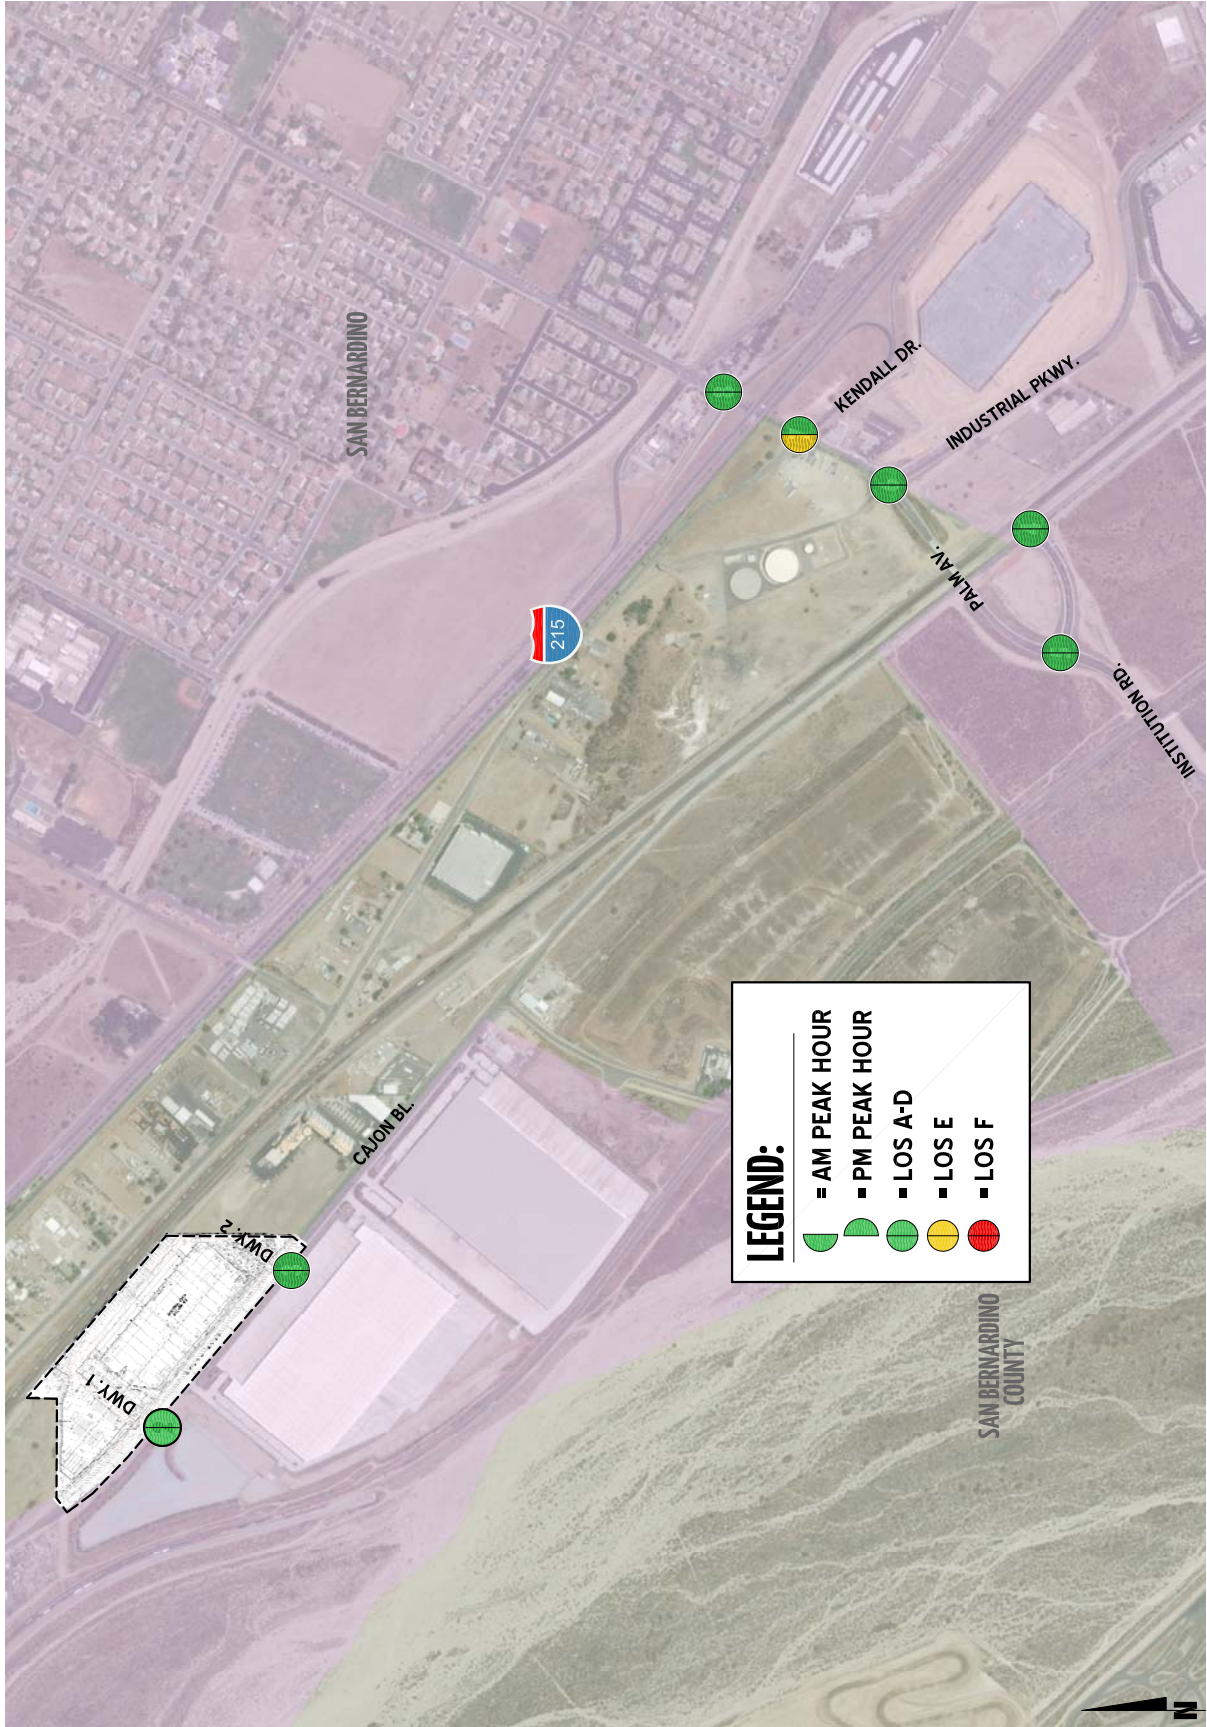 SAN BERNARDINO
215
KENDALL DR.
INDUSTRIAL PKWY.
PALM AV.
INSTITUTION RD.
CAJON BL.
DWY. 2
DWY. 1
LEGEND:
= AM PEAK HOUR
= PM PEAK HOUR
= LOS A-D
= LOS E
= LOS F
SAN BERNARDINO
COUNTY
N